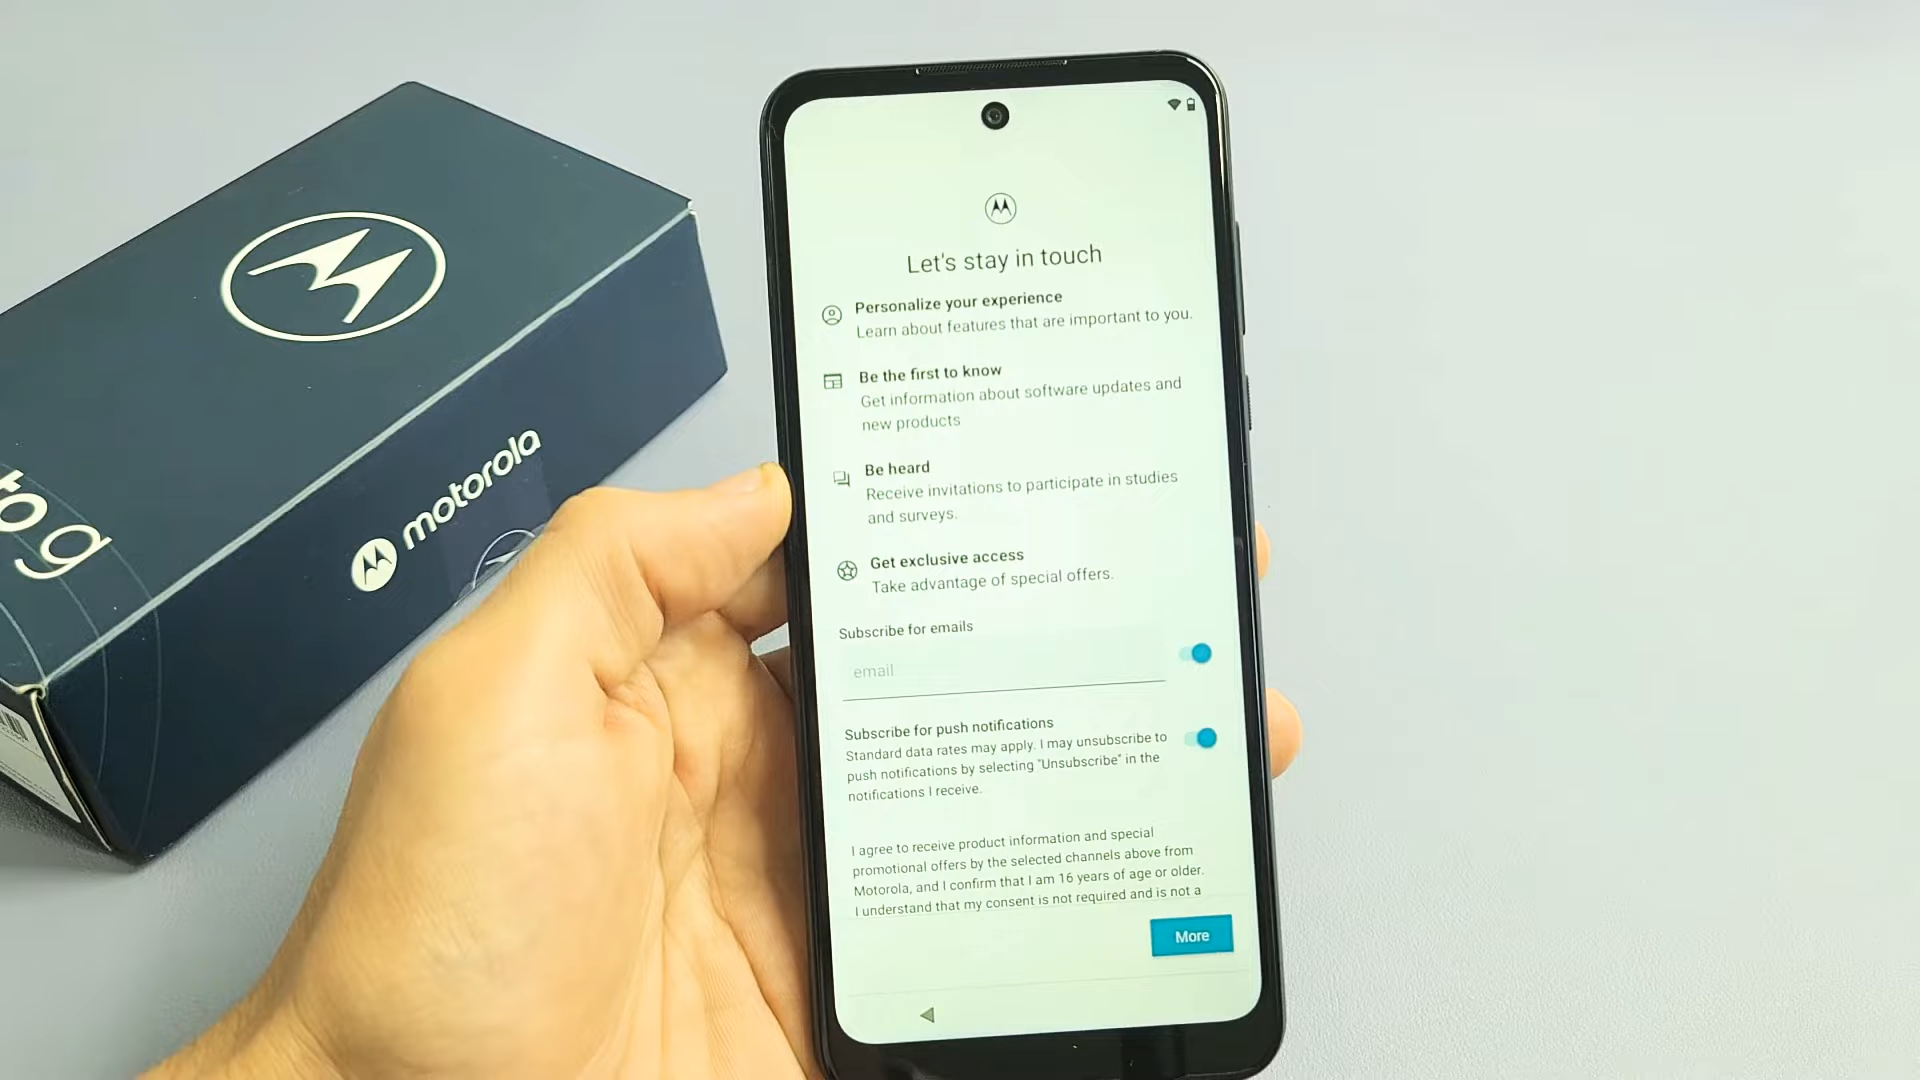 to g
motorola
Let's stay in touch
Personalize your experience
Learn about features that are important to you.
Be the first to know
Get information about software updates and
new products
Be heard
Receive invitations to participate in studies
and surveys.
Get exclusive access
Take advantage of special offers.
Subscribe for emails
email
Subscribe for push notifications
Standard data rates may apply. I may unsubscribe to
push notifications by selecting "Unsubscribe" in the
notifications I receive.
I agree to receive product information and special
promotional offers by the selected channels above from
Motorola, and I confirm that I am 16 years of age or older.
I understand that my consent is not required and is not a
More